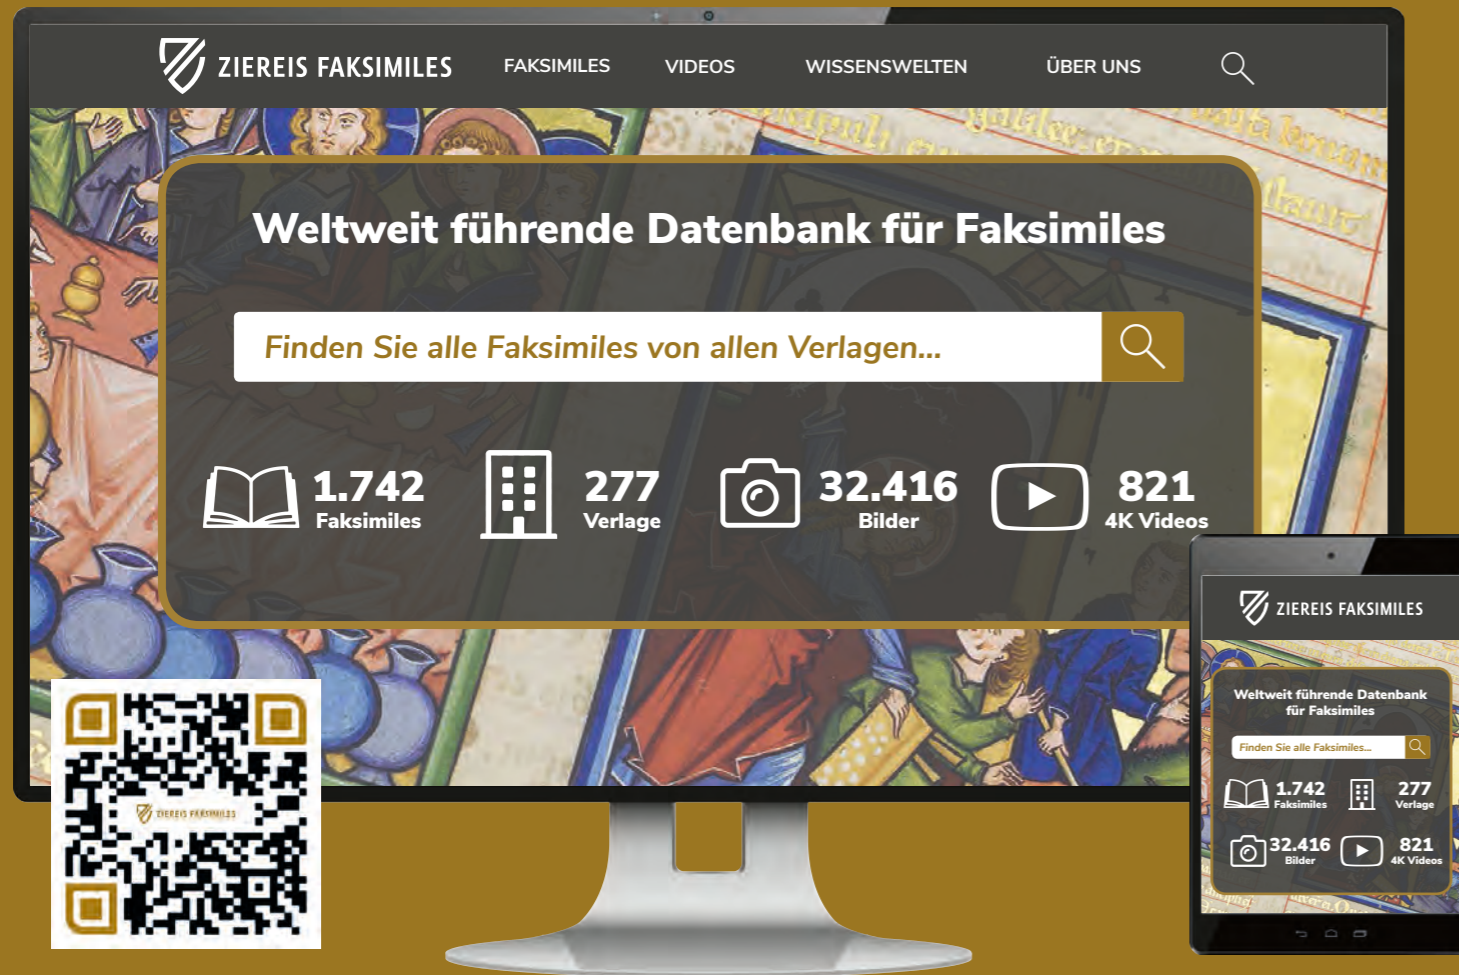 ZIEREIS FAKSIMILES
FAKSIMILES
VIDEOS
WISSENSWELTEN
ÜBER UNS
Weltweit führende Datenbank für Faksimiles
Finden Sie alle Faksimiles von allen Verlagen...
1.742
Faksimiles
277
Verlage
32.416
Bilder
821
4K Videos
ZIEREIS FAKSIMILES
ZIEREIS FAKSIMILES
Weltweit führende Datenbank
für Faksimiles
Finden Sie alle Faksimiles...
1.742
Faksimiles
277
Verlage
32.416
Bilder
821
4K Videos